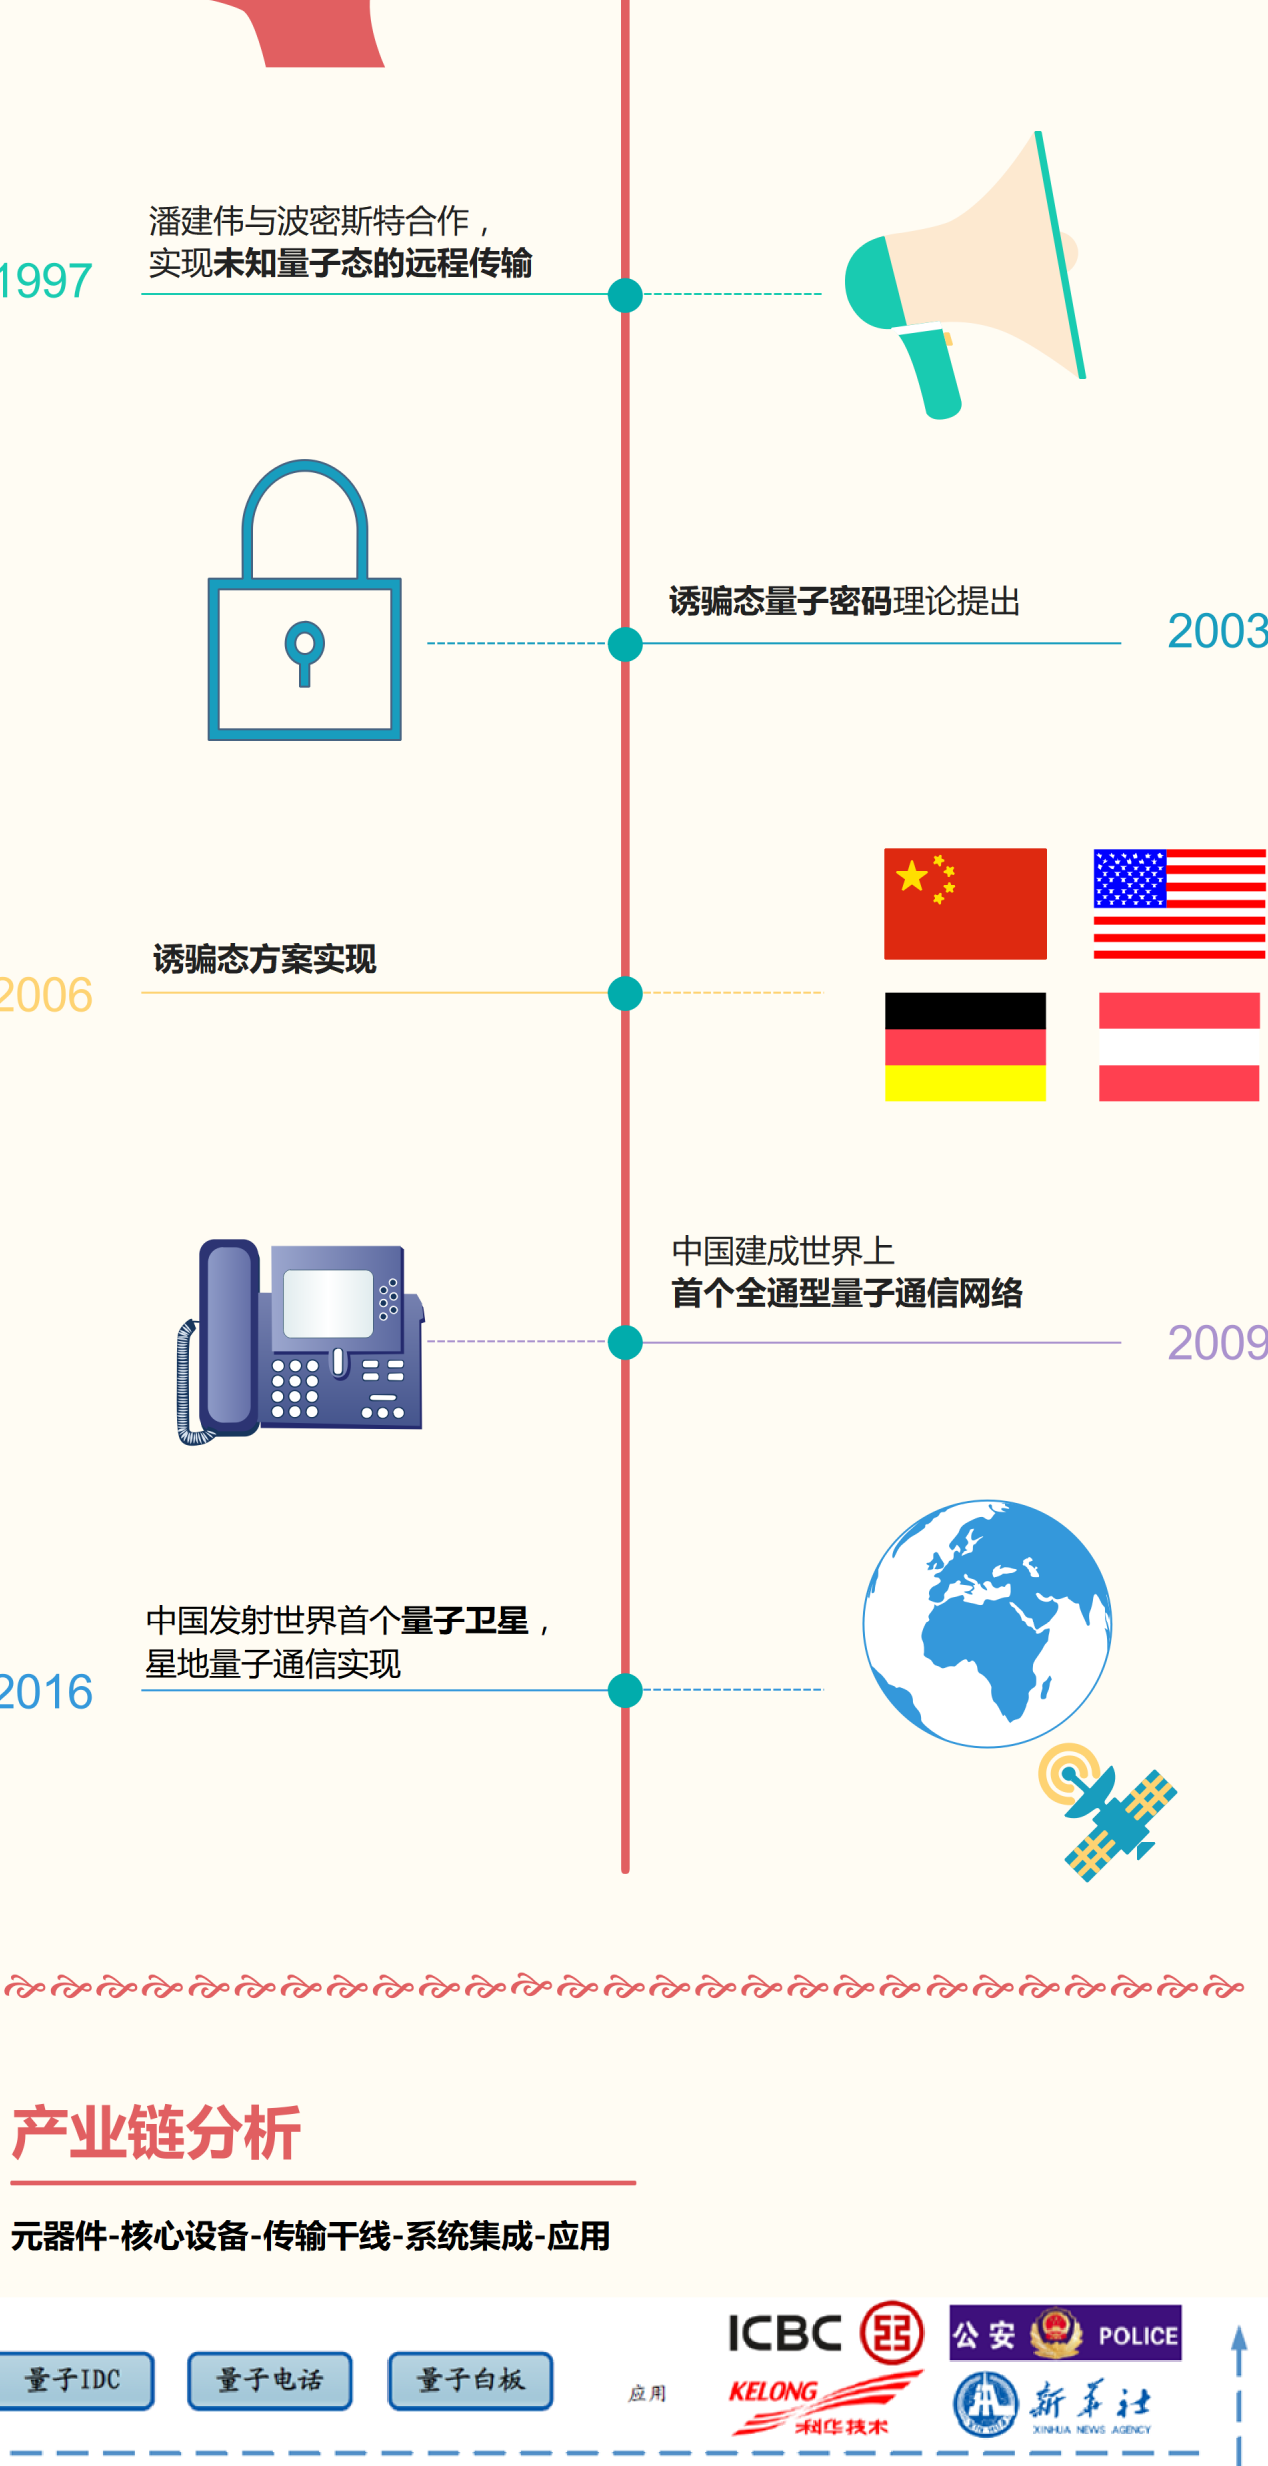 潘建伟与波密斯特合作，
实现未知量子态的远程传输
1997
诱骗态量子密码理论提出
2003
诱骗态方案实现
2006
中国建成世界上
首个全通型量子通信网络
2009
中国发射世界首个量子卫星，
星地量子通信实现
2016
产业链分析
元器件-核心设备-传输干线-系统集成-应用
量子IDC
量子电话
量子白板
应用
ICBC
公安 POLICE
KELONG
科华技术
新华社
XINHUA NEWS AGENCY